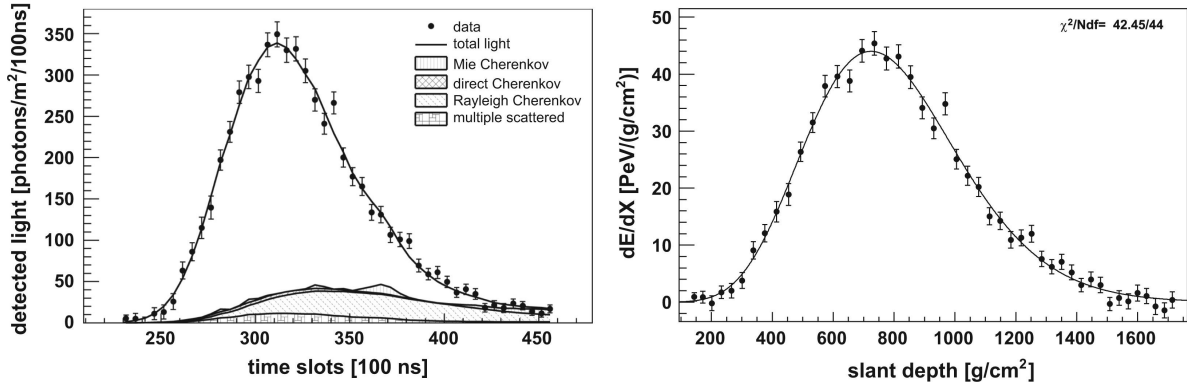 detected light [photons/m²/100ns]
350
300
250
200
150
100
50
0
data
total light
Mie Cherenkov
direct Cherenkov
Rayleigh Cherenkov
multiple scattered
250 300 350 400 450
time slots [100 ns]
dE/dX [PeV/(g/cm²)]
50
40
30
20
10
0
χ²/Ndf= 42.45/44
200 400 600 800 1000 1200 1400 1600
slant depth [g/cm²]